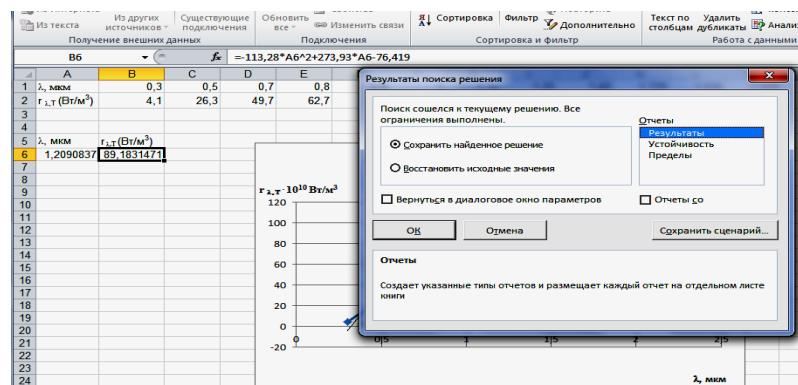 Из текста
Из других источников
Существующие подключения
Обновить все
Изменить связи
Сортировка
Фильтр
Дополнительно
Текст по столбцам
Удалить дубликаты
Анали
Получение внешних данных
Подключения
Сортировка и фильтр
Работа с данными
B6
fx
=-113,28*A6^2+273,93*A6-76,419
A B C D E
1 λ, мкм 0,3 0,5 0,7 0,8
2 r λ,T (Вт/м³) 4,1 26,3 49,7 62,7
3
4
5 λ, мкм r λ,T (Вт/м³)
6 1,2090837 89,1831471
7
8
9
10
11
12
13
14
15
16
17
18
19
20
21
22
23
24
r λ,T·10¹⁰ Вт/м³
120
100
80
60
40
20
0
-20
0 0,5 1 1,5 2 2,5
λ, мкм
Результаты поиска решения
Поиск сошелся к текущему решению. Все
ограничения выполнены.
Сохранить найденное решение
Восстановить исходные значения
Отчеты
Результаты
Устойчивость
Пределы
Вернуться в диалоговое окно параметров
Отчеты со
ОК
Отмена
Сохранить сценарий...
Отчеты
Создает указанные типы отчетов и размещает каждый отчет на отдельном листе
книги